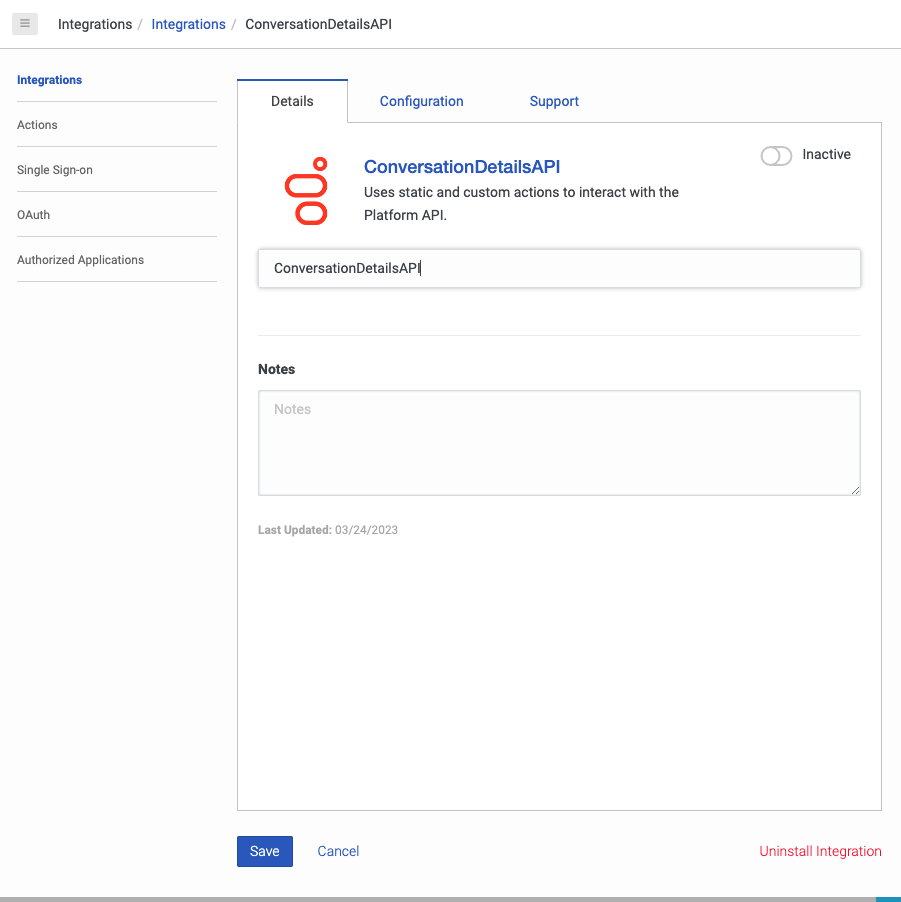 Integrations / Integrations / ConversationDetailsAPI
Integrations
Actions
Single Sign-on
OAuth
Authorized Applications
Details
Configuration
Support
ConversationDetailsAPI
Inactive
Uses static and custom actions to interact with the
Platform API.
ConversationDetailsAPI
Notes
Notes
Last Updated: 03/24/2023
Save
Cancel
Uninstall Integration